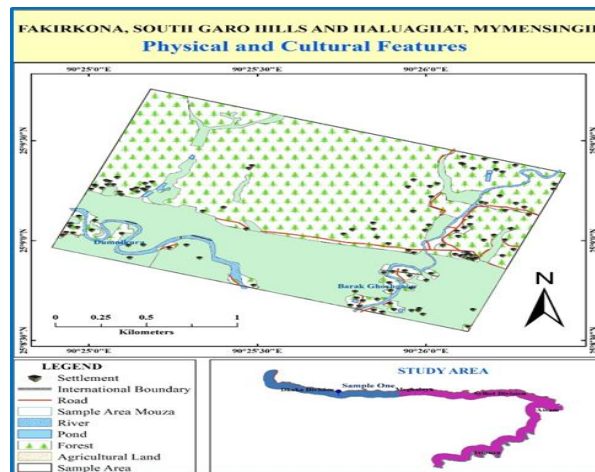 FAKIRKONA, SOUTH GARO HILLS AND HALUAGHAT, MYMENSINGH
Physical and Cultural Features
90°25'0"E 90°25'30"E 90°26'0"E
Barak Ghoshgaon
N
0 0.25 0.5 1
Kilometers
90°25'0"E 90°25'30"E 90°26'0"E
LEGEND
Settlement
International Boundary
Road
Sample Area Mouza
River
Pond
Forest
Agricultural Land
Sample Area
STUDY AREA
Sample One
Meghalaya